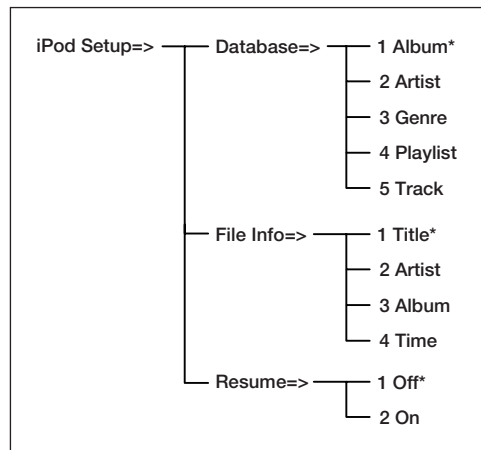 iPod Setup=> Database=> 1 Album*
2 Artist
3 Genre
4 Playlist
5 Track
File Info=> 1 Title*
2 Artist
3 Album
4 Time
Resume=> 1 Off*
2 On